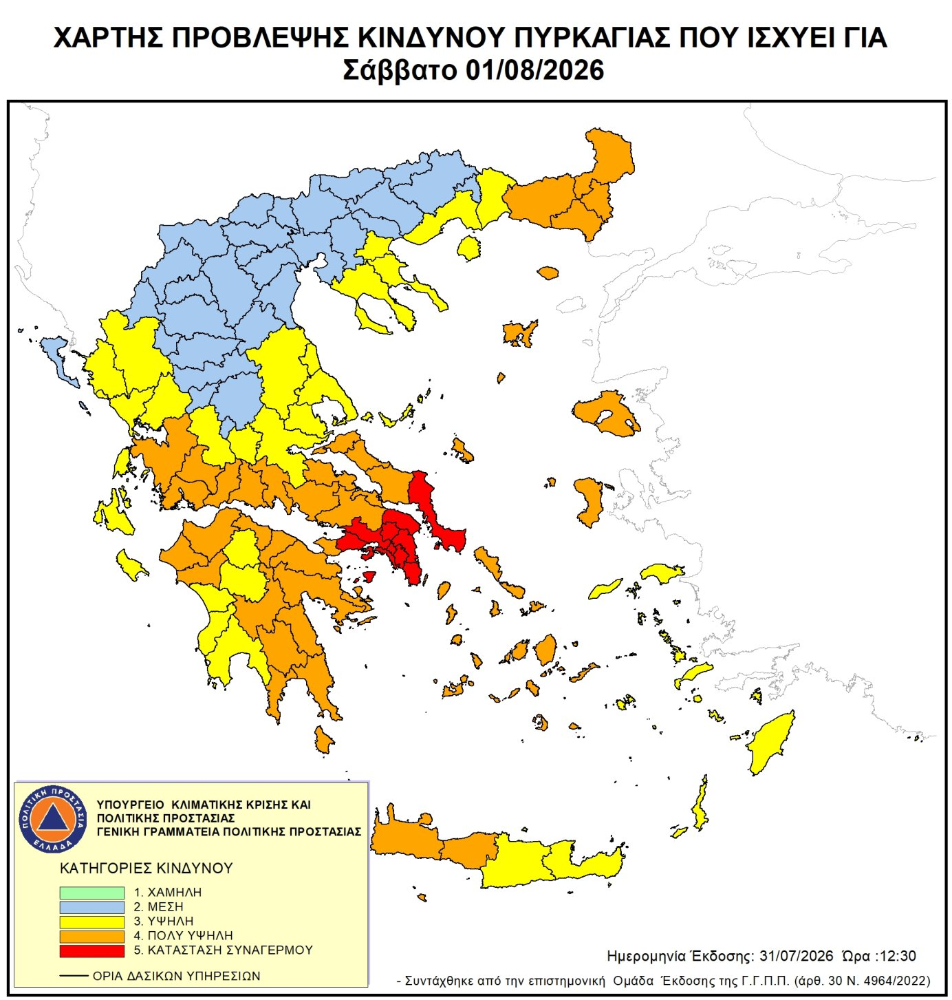 ΧΑΡΤΗΣ ΠΡΟΒΛΕΨΗΣ ΚΙΝΔΥΝΟΥ ΠΥΡΚΑΓΙΑΣ ΠΟΥ ΙΣΧΥΕΙ ΓΙΑ
Σάββατο 01/08/2026
ΠΟΛΙΤΙΚΗ ΠΡΟΣΤΑΣΙΑ
ΕΛΛΑΔΑ
ΥΠΟΥΡΓΕΙΟ ΚΛΙΜΑΤΙΚΗΣ ΚΡΙΣΗΣ ΚΑΙ
ΠΟΛΙΤΙΚΗΣ ΠΡΟΣΤΑΣΙΑΣ
ΓΕΝΙΚΗ ΓΡΑΜΜΑΤΕΙΑ ΠΟΛΙΤΙΚΗΣ ΠΡΟΣΤΑΣΙΑΣ
ΚΑΤΗΓΟΡΙΕΣ ΚΙΝΔΥΝΟΥ
1. ΧΑΜΗΛΗ
2. ΜΕΣΗ
3. ΥΨΗΛΗ
4. ΠΟΛΥ ΥΨΗΛΗ
5. ΚΑΤΑΣΤΑΣΗ ΣΥΝΑΓΕΡΜΟΥ
ΟΡΙΑ ΔΑΣΙΚΩΝ ΥΠΗΡΕΣΙΩΝ
Ημερομηνία Έκδοσης: 31/07/2026 Ώρα :12:30
- Συντάχθηκε από την επιστημονική Ομάδα Έκδοσης της Γ.Γ.Π.Π. (άρθ. 30 Ν. 4964/2022)